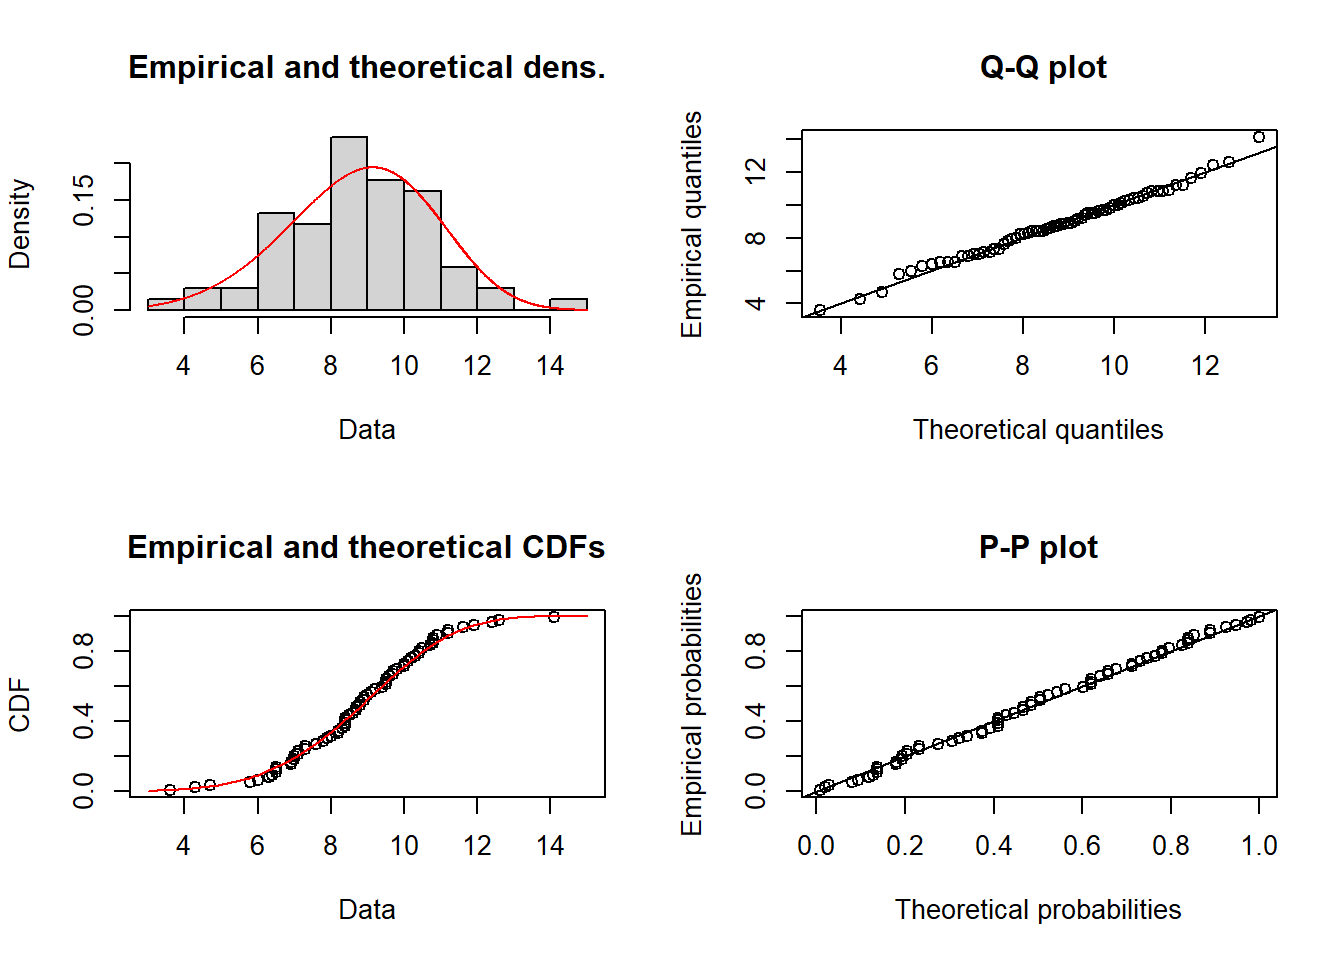 Empirical and theoretical dens.
Density
0.00 0.15
4 6 8 10 12 14
Data
Q-Q plot
Empirical quantiles
4 8 12
4 6 8 10 12
Theoretical quantiles
Empirical and theoretical CDFs
CDF
0.0 0.4 0.8
4 6 8 10 12 14
Data
P-P plot
Empirical probabilities
0.0 0.4 0.8
0.0 0.2 0.4 0.6 0.8 1.0
Theoretical probabilities